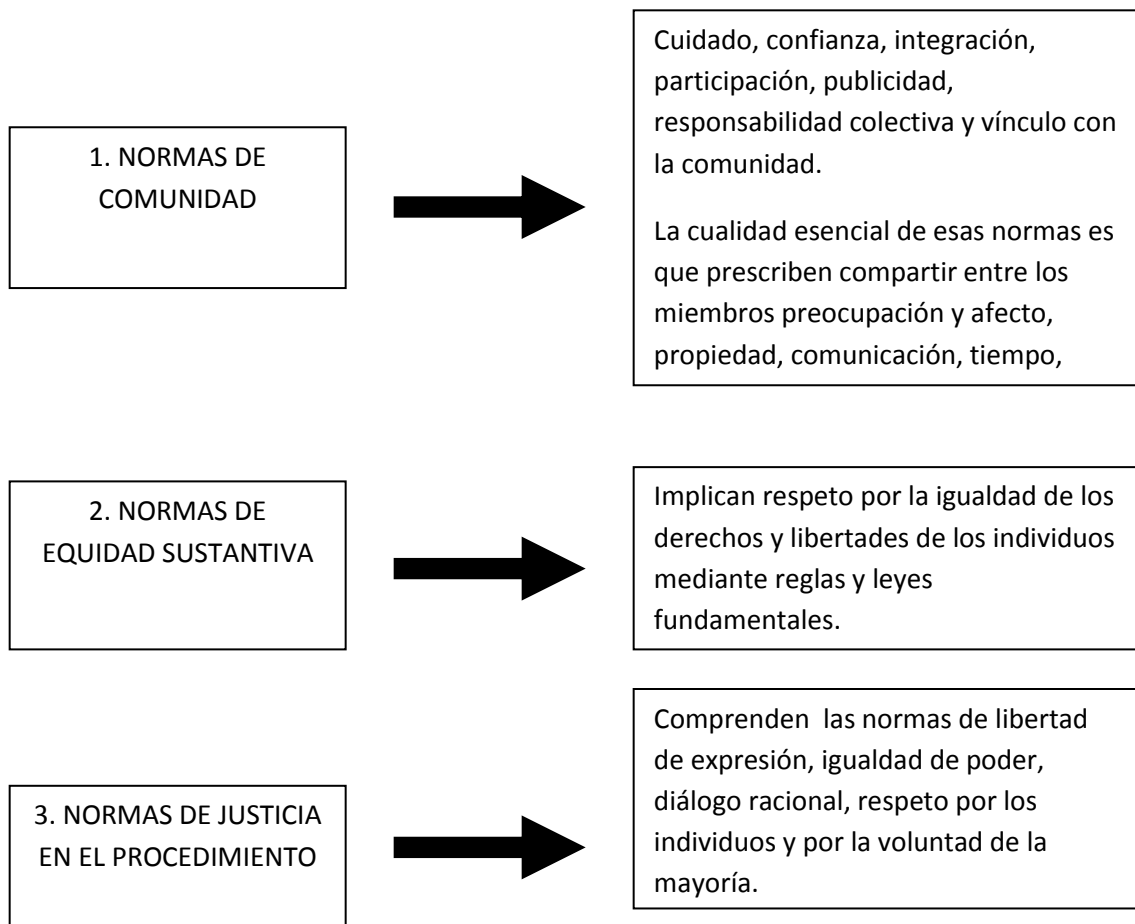 1. NORMAS DE
COMUNIDAD
Cuidado, confianza, integración,
participación, publicidad,
responsabilidad colectiva y vínculo con
la comunidad.
La cualidad esencial de esas normas es
que prescriben compartir entre los
miembros preocupación y afecto,
propiedad, comunicación, tiempo,
2. NORMAS DE
EQUIDAD SUSTANTIVA
Implican respeto por la igualdad de los
derechos y libertades de los individuos
mediante reglas y leyes
fundamentales.
3. NORMAS DE JUSTICIA
EN EL PROCEDIMIENTO
Comprenden las normas de libertad
de expresión, igualdad de poder,
diálogo racional, respeto por los
individuos y por la voluntad de la
mayoría.